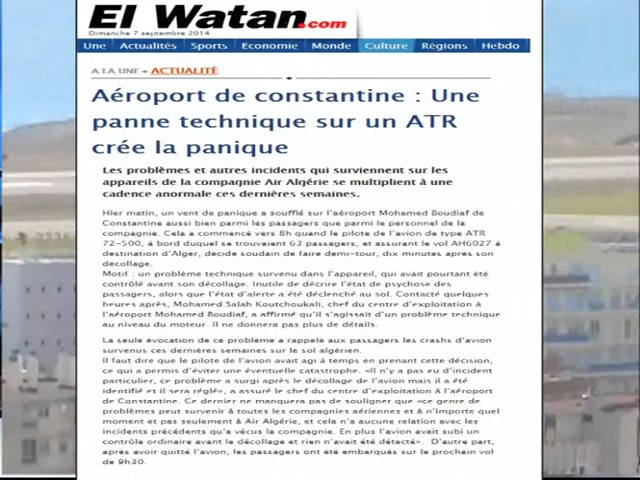 El Watan.com
Dimanche 7 septembre 2014
Une Actualités Sports Economie Monde Culture Régions Hebdo
A LA UNE » ACTUALITÉ
Aéroport de constantine : Une
panne technique sur un ATR
crée la panique
Les problèmes et autres incidents qui surviennent sur les
appareils de la compagnie Air Algérie se multiplient à une
cadence anormale ces dernières semaines.
Hier matin, un vent de panique a soufflé sur l'aéroport Mohamed Boudiaf de
Constantine aussi bien parmi les passagers que parmi le personnel de la
compagnie. Cela a commencé vers 8h quand le pilote de l'avion de type ATR
72-500, à bord duquel se trouvaient 63 passagers, et assurant le vol AH6027 à
destination d'Alger, décide soudain de faire demi-tour, dix minutes après son
décollage.
Motif : un problème technique survenu dans l'appareil, qui avait pourtant été
contrôlé avant son décollage. Inutile de décrire l'état de psychose des
passagers, alors que l'état d'alerte a été déclenché au sol. Contacté quelques
heures après, Mohamed Salah Koutchoukali, chef du centre d'exploitation à
l'aéroport Mohamed Boudiaf, a affirmé qu'il s'agissait d'un problème technique
au niveau du moteur. Il ne donnera pas plus de détails.
La seule évocation de ce problème a rappelé aux passagers les crashs d'avion
survenus ces dernières semaines sur le sol algérien.
Il faut dire que le pilote de l'avion avait agi à temps en prenant cette décision,
ce qui a permis d'éviter une éventuelle catastrophe. «Il n'y a pas eu d'incident
particulier, ce problème a surgi après le décollage de l'avion mais il a été
identifié et il sera réglé», a assuré le chef du centre d'exploitation à l'aéroport
de Constantine. Ce dernier ne manquera pas de souligner que «ce genre de
problèmes peut survenir à toutes les compagnies aériennes et à n'importe quel
moment et pas seulement à Air Algérie, et cela n'a aucune relation avec les
incidents précédents qu'a vécus la compagnie. En plus l'avion avait subi un
contrôle ordinaire avant le décollage et rien n'avait été détecté». D'autre part,
après avoir quitté l'avion, les passagers ont été embarqués sur le prochain vol
de 9h30.